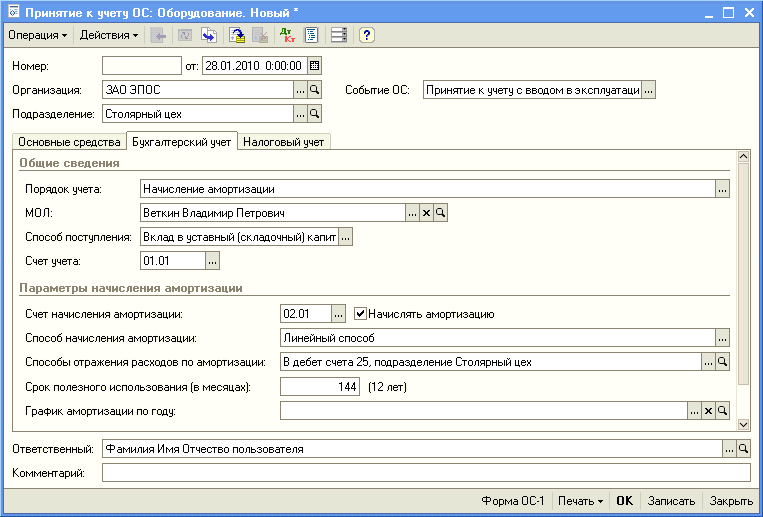 Принятие к учету ОС: Оборудование. Новый *
Операция Действия Дт Кт ?
Номер: от: 28.01.2010 0:00:00
Организация: ЗАО ЭПОС ... Событие ОС: Принятие к учету с вводом в эксплуатаци ...
Подразделение: Столярный цех ...
Основные средства Бухгалтерский учет Налоговый учет
Общие сведения
Порядок учета: Начисление амортизации ...
МОЛ: Веткин Владимир Петрович ... x
Способ поступления: Вклад в уставный (складочный) капит ...
Счет учета: 01.01 ...
Параметры начисления амортизации
Счет начисления амортизации: 02.01 ... Начислять амортизацию
Способ начисления амортизации: Линейный способ ...
Способы отражения расходов по амортизации: В дебет счета 25, подразделение Столярный цех ...
Срок полезного использования (в месяцах): 144 (12 лет)
График амортизации по году: ... x
Ответственный: Фамилия Имя Отчество пользователя ...
Комментарий:
Форма ОС-1 Печать OK Записать Закрыть